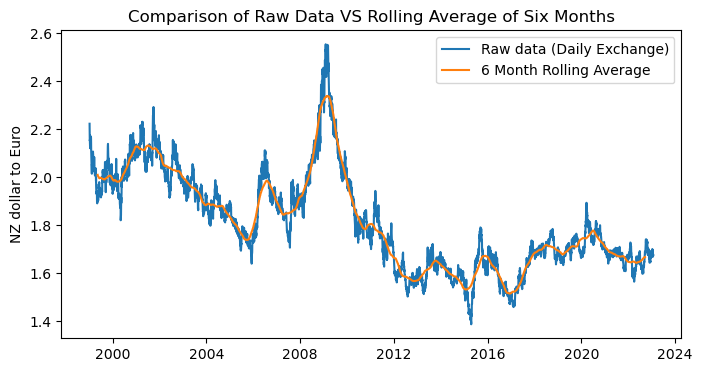 Comparison of Raw Data VS Rolling Average of Six Months
Raw data (Daily Exchange)
6 Month Rolling Average
NZ dollar to Euro
2.6
2.4
2.2
2.0
1.8
1.6
1.4
2000 2004 2008 2012 2016 2020 2024